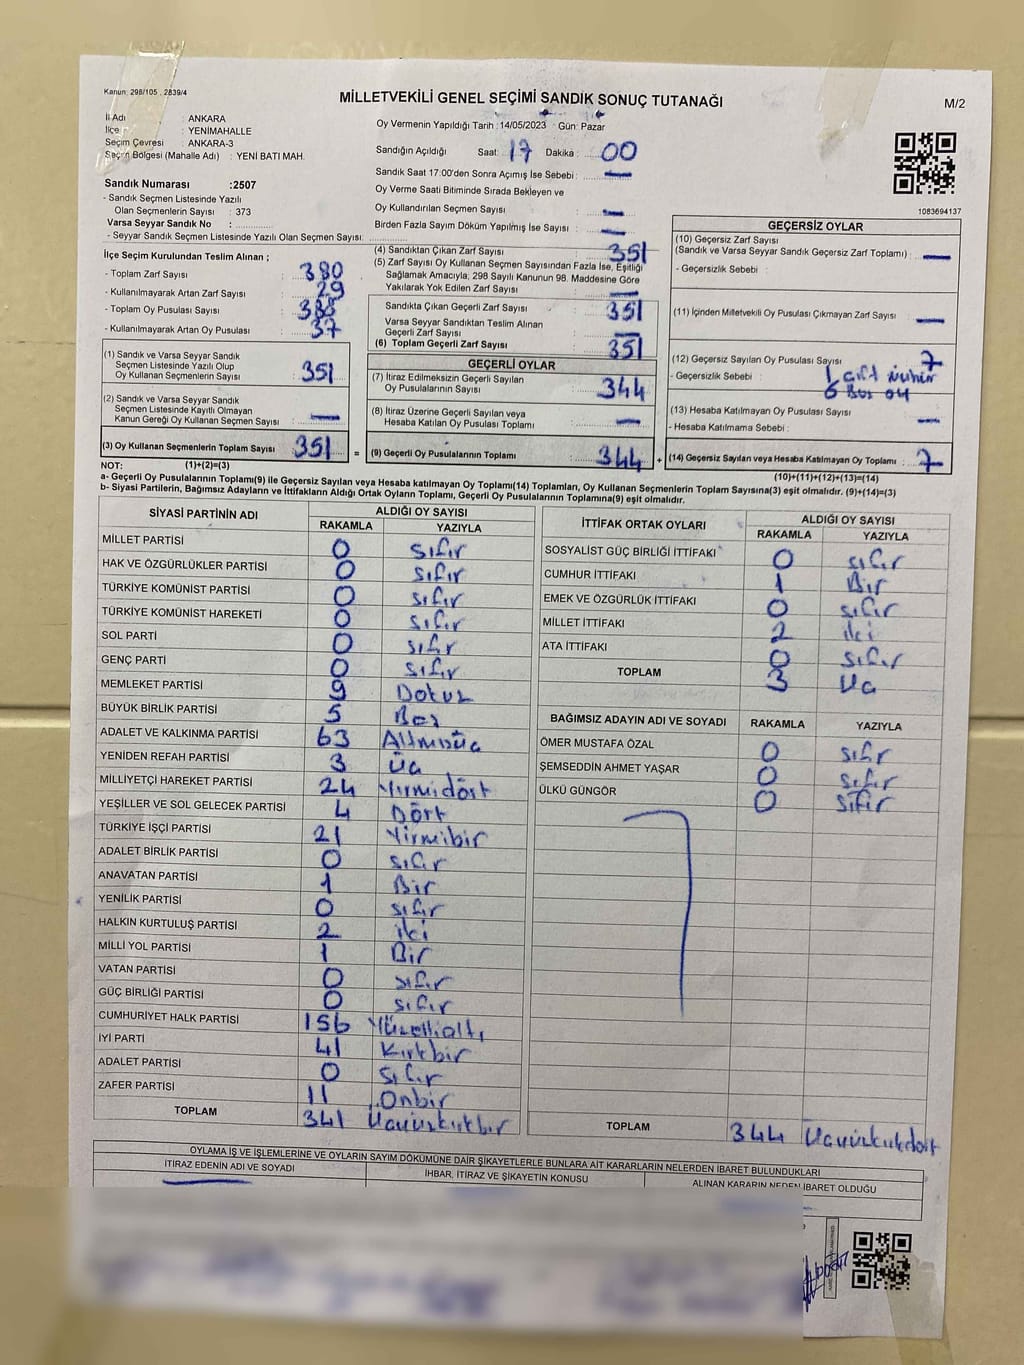 Kanun: 298/105 , 2839/4
MİLLETVEKİLİ GENEL SEÇİMİ SANDIK SONUÇ TUTANAĞI
M/2
İl Adı : ANKARA
İlçe : YENİMAHALLE
Seçim Çevresi : ANKARA-3
Seçim Bölgesi (Mahalle Adı) : YENİ BATI MAH.
Sandık Numarası :2507
- Sandık Seçmen Listesinde Yazılı
Olan Seçmenlerin Sayısı : 373
Varsa Seyyar Sandık No :
- Seyyar Sandık Seçmen Listesinde Yazılı Olan Seçmen Sayısı:
Oy Vermenin Yapıldığı Tarih :14/05/2023 Gün: Pazar
Sandığın Açıldığı Saat: 17 Dakika : 00
Sandık Saat 17:00'den Sonra Açımış İse Sebebi : —
Oy Verme Saati Bitiminde Sırada Bekleyen ve
Oy Kullandırılan Seçmen Sayısı : —
Birden Fazla Sayım Döküm Yapılmış İse Sayısı : —
1083694137
İlçe Seçim Kurulundan Teslim Alınan ;
- Toplam Zarf Sayısı : 380
- Kullanılmayarak Artan Zarf Sayısı : 29
- Toplam Oy Pusulası Sayısı : 388
- Kullanılmayarak Artan Oy Pusulası : 37
(1) Sandık ve Varsa Seyyar Sandık
Seçmen Listesinde Yazılı Olup
Oy Kullanan Seçmenlerin Sayısı : 351
(2) Sandık ve Varsa Seyyar Sandık
Seçmen Listesinde Kayıtlı Olmayan
Kanun Gereği Oy Kullanan Seçmen Sayısı : —
(3) Oy Kullanan Seçmenlerin Toplam Sayısı : 351 =
(4) Sandıktan Çıkan Zarf Sayısı : 351
(5) Zarf Sayısı Oy Kullanan Seçmen Sayısından Fazla İse, Eşitliği
Sağlamak Amacıyla, 298 Sayılı Kanunun 98. Maddesine Göre
Yakılarak Yok Edilen Zarf Sayısı : —
Sandıkta Çıkan Geçerli Zarf Sayısı : 351
Varsa Seyyar Sandıktan Teslim Alınan
Geçerli Zarf Sayısı : —
(6) Toplam Geçerli Zarf Sayısı : 351
GEÇERLİ OYLAR
(7) İtiraz Edilmeksizin Geçerli Sayılan
Oy Pusulalarının Sayısı : 344
(8) İtiraz Üzerine Geçerli Sayılan veya
Hesaba Katılan Oy Pusulası Toplamı : —
(9) Geçerli Oy Pusulalarının Toplamı : 344 +
GEÇERSİZ OYLAR
(10) Geçersiz Zarf Sayısı
(Sandık ve Varsa Seyyar Sandık Geçersiz Zarf Toplamı) : —
- Geçersizlik Sebebi :
(11) İçinden Milletvekili Oy Pusulası Çıkmayan Zarf Sayısı : —
(12) Geçersiz Sayılan Oy Pusulası Sayısı : 7
- Geçersizlik Sebebi : 1 çift mühür
6 Boş oy
(13) Hesaba Katılmayan Oy Pusulası Sayısı : —
- Hesaba Katılmama Sebebi :
(14) Geçersiz Sayılan veya Hesaba Katılmayan Oy Toplamı : 7
NOT: (1)+(2)=(3)
(10)+(11)+(12)+(13)=(14)
a- Geçerli Oy Pusulalarının Toplamı(9) ile Geçersiz Sayılan veya Hesaba katılmayan Oy Toplamı(14) Toplamları, Oy Kullanan Seçmenlerin Toplam Sayısına(3) eşit olmalıdır. (9)+(14)=(3)
b- Siyasi Partilerin, Bağımsız Adayların ve İttifakların Aldığı Ortak Oyların Toplamı, Geçerli Oy Pusulalarının Toplamına(9) eşit olmalıdır.
SİYASİ PARTİNİN ADI ALDIĞI OY SAYISI
RAKAMLA YAZIYLA
MİLLET PARTİSİ 0 sıfır
HAK VE ÖZGÜRLÜKLER PARTİSİ 0 sıfır
TÜRKİYE KOMÜNİST PARTİSİ 0 sıfır
TÜRKİYE KOMÜNİST HAREKETİ 0 sıfır
SOL PARTİ 0 sıfır
GENÇ PARTİ 0 sıfır
MEMLEKET PARTİSİ 9 Dokuz
BÜYÜK BİRLİK PARTİSİ 5 Beş
ADALET VE KALKINMA PARTİSİ 63 Altmışüç
YENİDEN REFAH PARTİSİ 3 üç
MİLLİYETÇİ HAREKET PARTİSİ 24 Yirmidört
YEŞİLLER VE SOL GELECEK PARTİSİ 4 Dört
TÜRKİYE İŞÇİ PARTİSİ 21 Yirmibir
ADALET BİRLİK PARTİSİ 0 sıfır
ANAVATAN PARTİSİ 1 Bir
YENİLİK PARTİSİ 0 sıfır
HALKIN KURTULUŞ PARTİSİ 2 iki
MİLLİ YOL PARTİSİ 1 Bir
VATAN PARTİSİ 0 sıfır
GÜÇ BİRLİĞİ PARTİSİ 0 sıfır
CUMHURİYET HALK PARTİSİ 156 Yüzellialtı
İYİ PARTİ 41 Kırkbir
ADALET PARTİSİ 0 sıfır
ZAFER PARTİSİ 11 Onbir
TOPLAM 341 Üçyüzkırkbir
İTTİFAK ORTAK OYLARI ALDIĞI OY SAYISI
RAKAMLA YAZIYLA
SOSYALİST GÜÇ BİRLİĞİ İTTİFAKI 0 sıfır
CUMHUR İTTİFAKI 1 Bir
EMEK VE ÖZGÜRLÜK İTTİFAKI 0 sıfır
MİLLET İTTİFAKI 2 iki
ATA İTTİFAKI 0 sıfır
TOPLAM 3 Üç
BAĞIMSIZ ADAYIN ADI VE SOYADI RAKAMLA YAZIYLA
ÖMER MUSTAFA ÖZAL 0 sıfır
ŞEMSEDDİN AHMET YAŞAR 0 sıfır
ÜLKÜ GÜNGÖR 0 sıfır
TOPLAM 344 Üçyüzkırkdört
OYLAMA İŞ VE İŞLEMLERİNE VE OYLARIN SAYIM DÖKÜMÜNE DAİR ŞİKAYETLERLE BUNLARA AİT KARARLARIN NELERDEN İBARET BULUNDUKLARI
İTİRAZ EDENİN ADI VE SOYADI İHBAR, İTİRAZ VE ŞİKAYETİN KONUSU ALINAN KARARIN NEDEN İBARET OLDUĞU